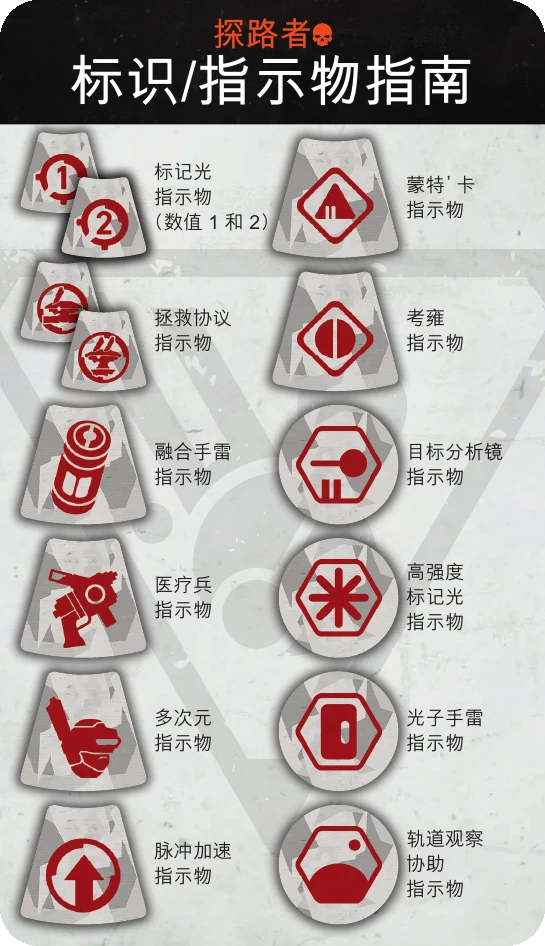 探路者
标识/指示物指南
1
2
标记光
指示物
（数值 1 和 2）
拯救协议
指示物
融合手雷
指示物
医疗兵
指示物
多次元
指示物
脉冲加速
指示物
蒙特’卡
指示物
考雍
指示物
目标分析镜
指示物
高强度
标记光
指示物
光子手雷
指示物
轨道观察
协助
指示物